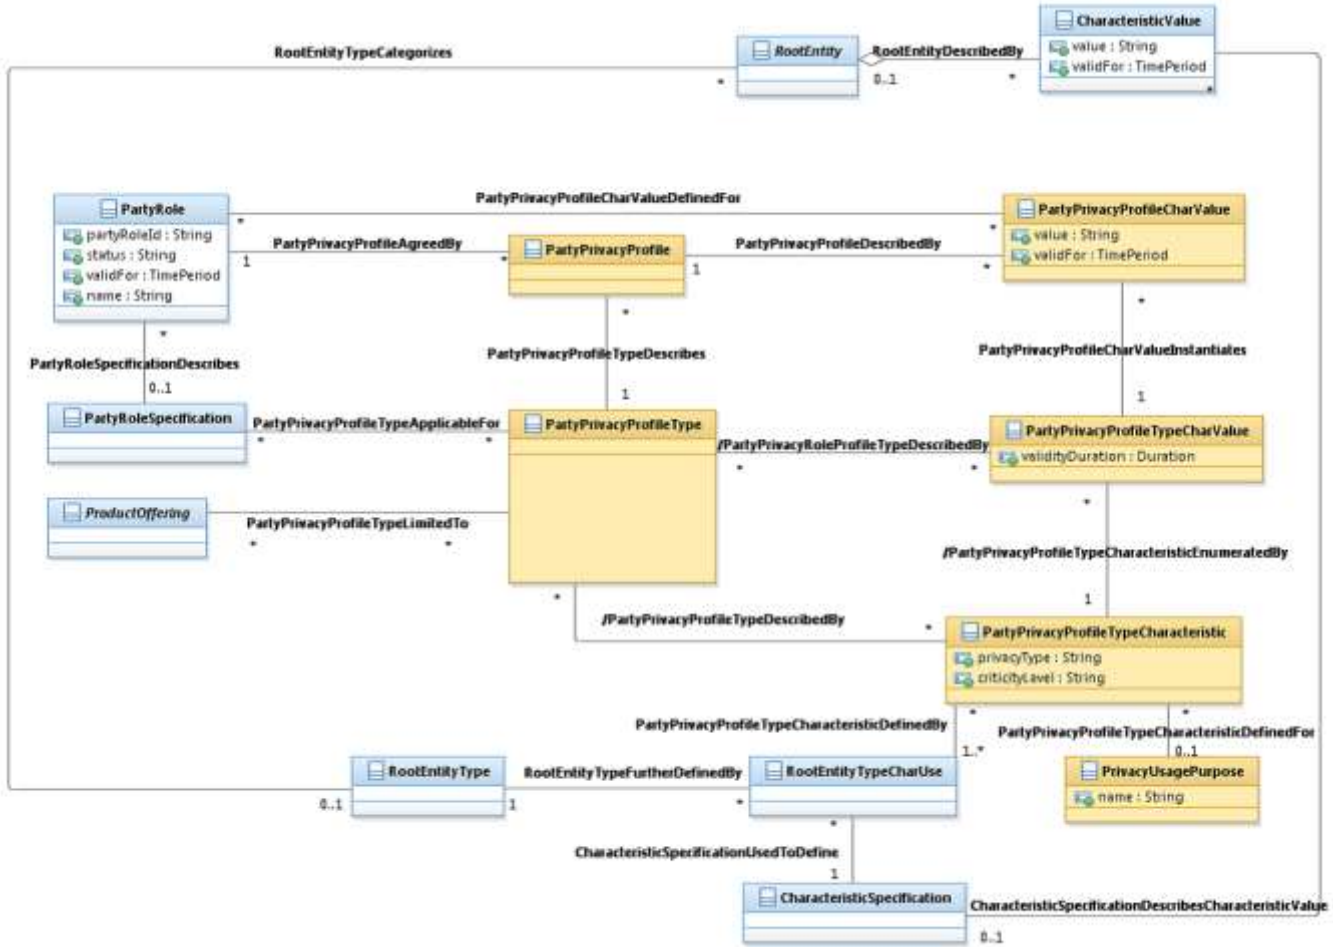 CharacteristicValue
value : String
validFor : TimePeriod
*
RootEntityTypeCategorizes
RootEntity
RootEntityDescribedBy
*
0..1
*
PartyRole
partyRoleId : String
status : String
validFor : TimePeriod
name : String
PartyPrivacyProfileCharValueDefinedFor
*
*
PartyPrivacyProfileCharValue
value : String
validFor : TimePeriod
PartyPrivacyProfileAgreedBy
1
*
PartyPrivacyProfile
PartyPrivacyProfileDescribedBy
1
*
*
*
*
PartyPrivacyProfileTypeDescribes
PartyPrivacyProfileCharValueInstantiates
PartyRoleSpecificationDescribes
0..1
1
1
PartyRoleSpecification
PartyPrivacyProfileTypeApplicableFor
*
*
PartyPrivacyProfileType
PartyPrivacyProfileTypeCharValue
validityDuration : Duration
/PartyPrivacyRoleProfileTypeDescribedBy
*
*
*
ProductOffering
PartyPrivacyProfileTypeLimitedTo
*
*
/PartyPrivacyProfileTypeCharacteristicEnumeratedBy
1
*
/PartyPrivacyProfileTypeDescribedBy
*
PartyPrivacyProfileTypeCharacteristic
privacyType : String
criticityLevel : String
*
*
PartyPrivacyProfileTypeCharacteristicDefinedBy
PartyPrivacyProfileTypeCharacteristicDefinedFor
1..*
0..1
RootEntityType
RootEntityTypeFurtherDefinedBy
RootEntityTypeCharUse
PrivacyUsagePurpose
name : String
0..1
1
*
*
CharacteristicSpecificationUsedToDefine
1
CharacteristicSpecification
CharacteristicSpecificationDescribesCharacteristicValue
0..1